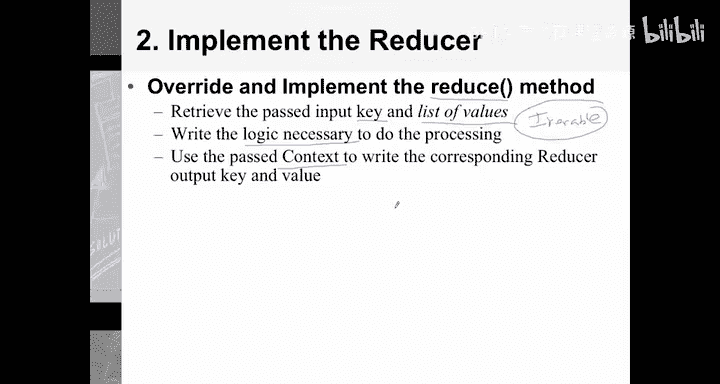 2. Implement the Reducer
bilibili
• Override and Implement the reduce() method
– Retrieve the passed input key and list of values
Iterable
– Write the logic necessary to do the processing
– Use the passed Context to write the corresponding Reducer
output key and value